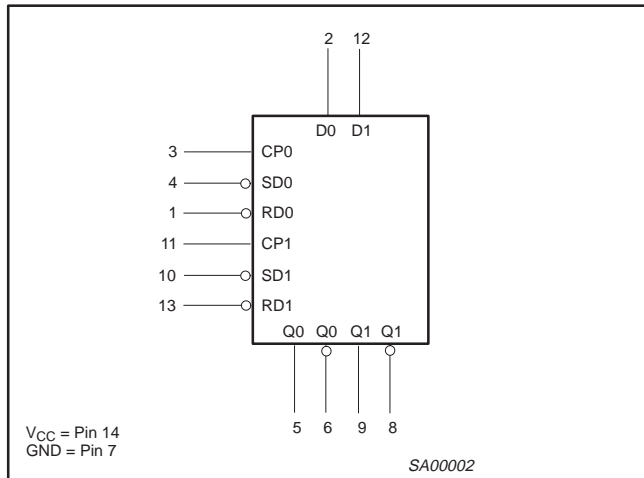 2 12
D0 D1
3 CP0
4 SD0
1 RD0
11 CP1
10 SD1
13 RD1
Q0 Q0 Q1 Q1
5 6 9 8
VCC = Pin 14
GND = Pin 7
SA00002